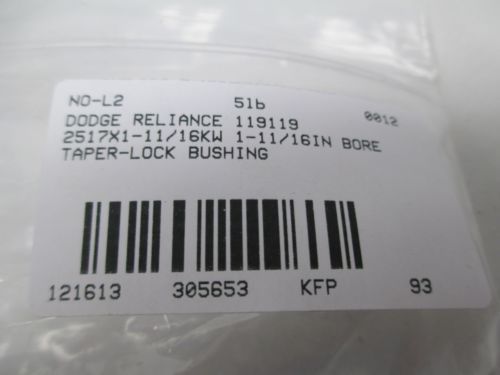 NO-L2 5lb
DODGE RELIANCE 119119 0012
2517X1-11/16KW 1-11/16IN BORE
TAPER-LOCK BUSHING
121613 305653 KFP 93